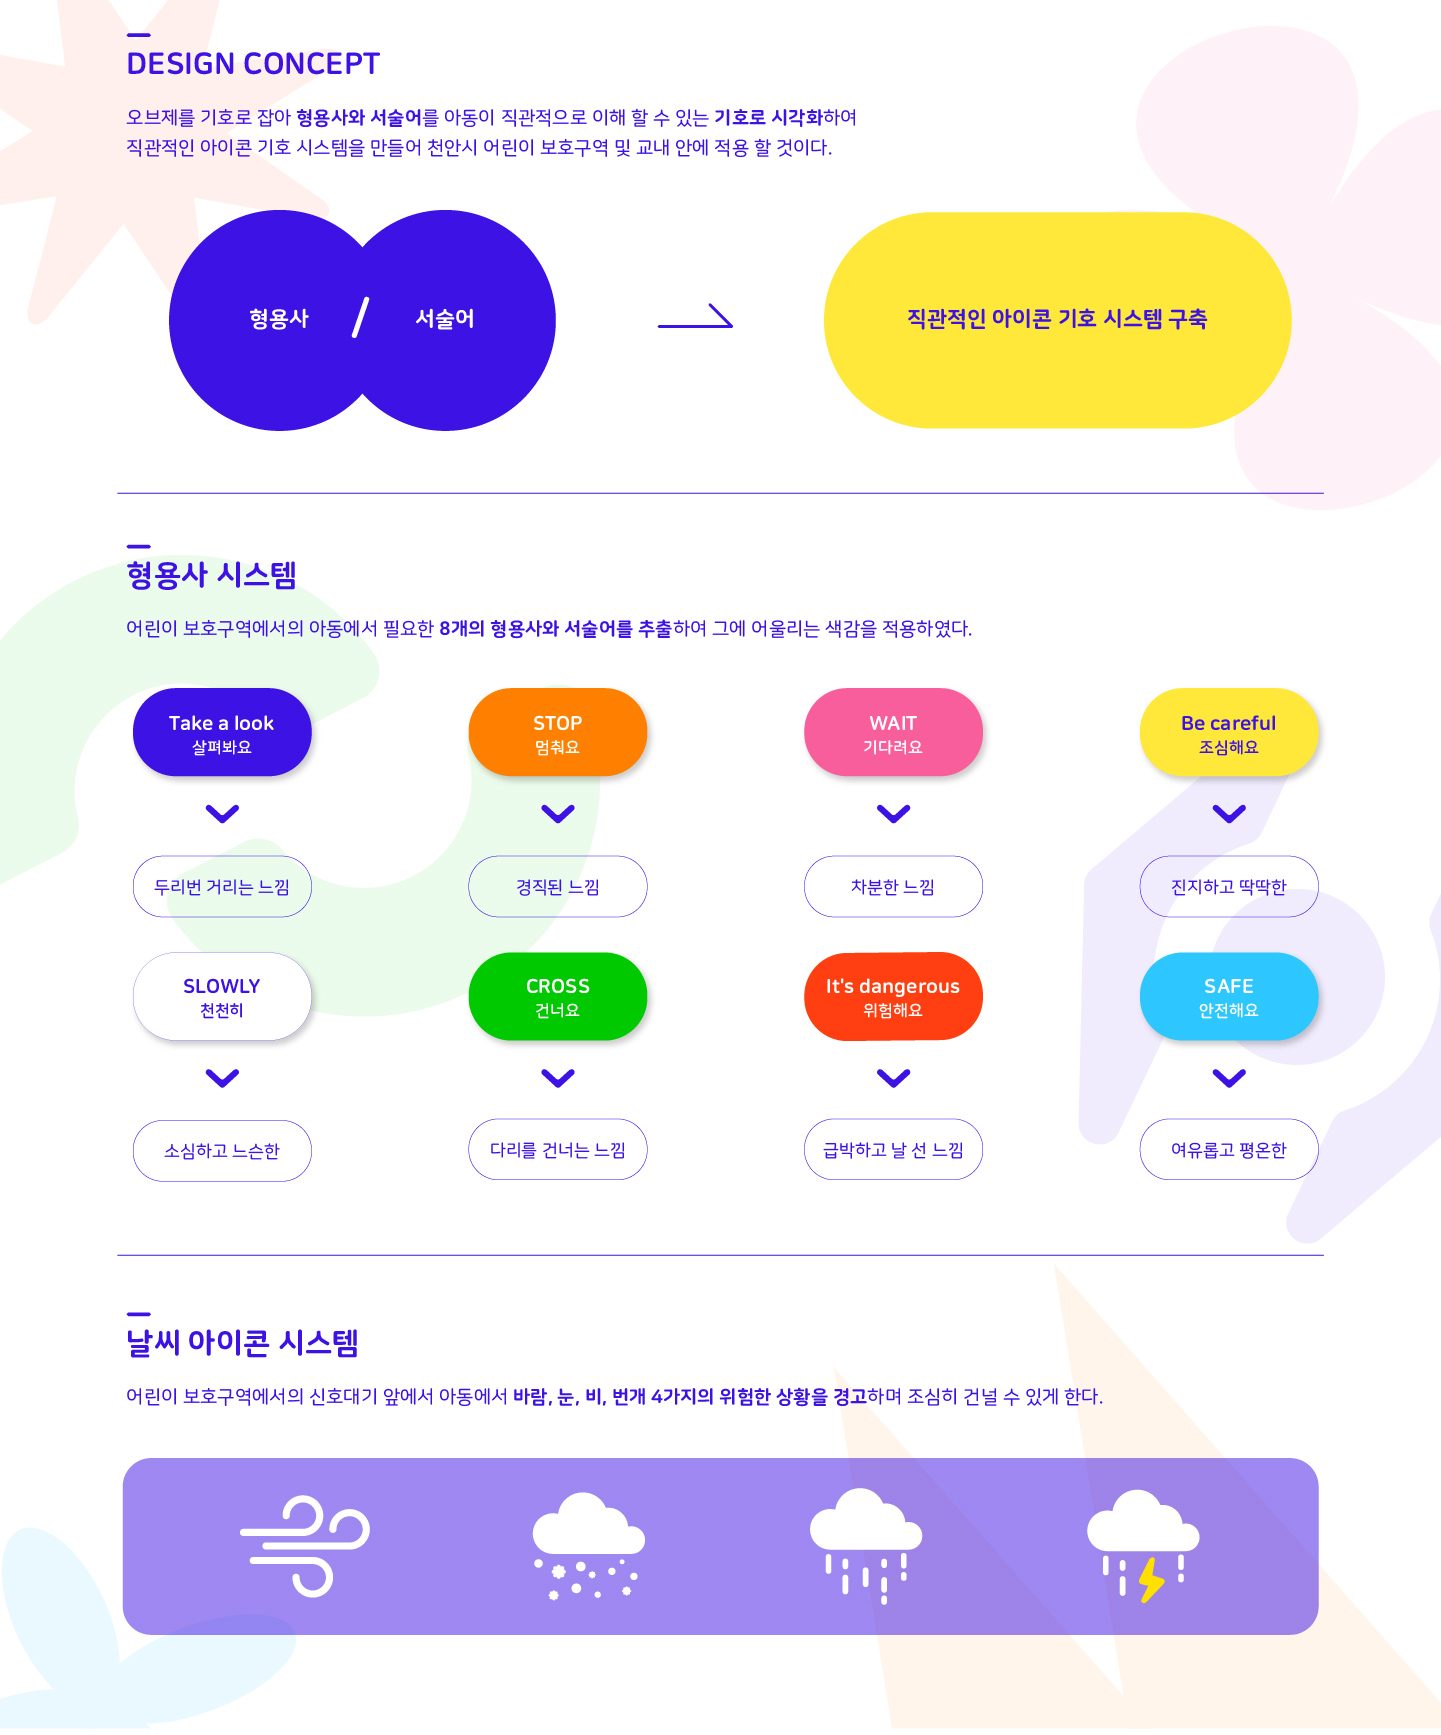 DESIGN CONCEPT
오브제를 기호로 잡아 형용사와 서술어를 아동이 직관적으로 이해 할 수 있는 기호로 시각화하여
직관적인 아이콘 기호 시스템을 만들어 천안시 어린이 보호구역 및 교내 안에 적용 할 것이다.
형용사 / 서술어
직관적인 아이콘 기호 시스템 구축
형용사 시스템
어린이 보호구역에서의 아동에서 필요한 8개의 형용사와 서술어를 추출하여 그에 어울리는 색감을 적용하였다.
Take a look
살펴봐요
STOP
멈춰요
WAIT
기다려요
Be careful
조심해요
두리번 거리는 느낌
경직된 느낌
차분한 느낌
진지하고 딱딱한
SLOWLY
천천히
CROSS
건너요
It's dangerous
위험해요
SAFE
안전해요
소심하고 느슨한
다리를 건너는 느낌
급박하고 날 선 느낌
여유롭고 평온한
날씨 아이콘 시스템
어린이 보호구역에서의 신호대기 앞에서 아동에서 바람, 눈, 비, 번개 4가지의 위험한 상황을 경고하며 조심히 건널 수 있게 한다.